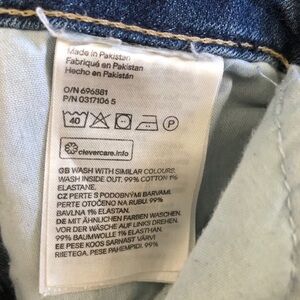 Made in Pakistan
Fabriqué en Pakistan
Hecho en Pakistán
O/N 696881
P/N 0317106 5
40
P
clevercare.info
GB WASH WITH SIMILAR COLOURS.
WASH INSIDE OUT. 99% COTTON 1%
ELASTANE.
CZ PERTE S PODOBNÝMI BARVAMI.
PERTE OTOČENO NA RUBU. 99%
BAVLNA 1% ELASTAN.
DE MIT ÄHNLICHEN FARBEN WASCHEN.
VOR DER WÄSCHE AUF LINKS DREHEN.
99% BAUMWOLLE 1% ELASTHAN.
EE PESE KOOS SARNAST VÄRVI
RIIETEGA. PESE PAHEMPIDI. 99%